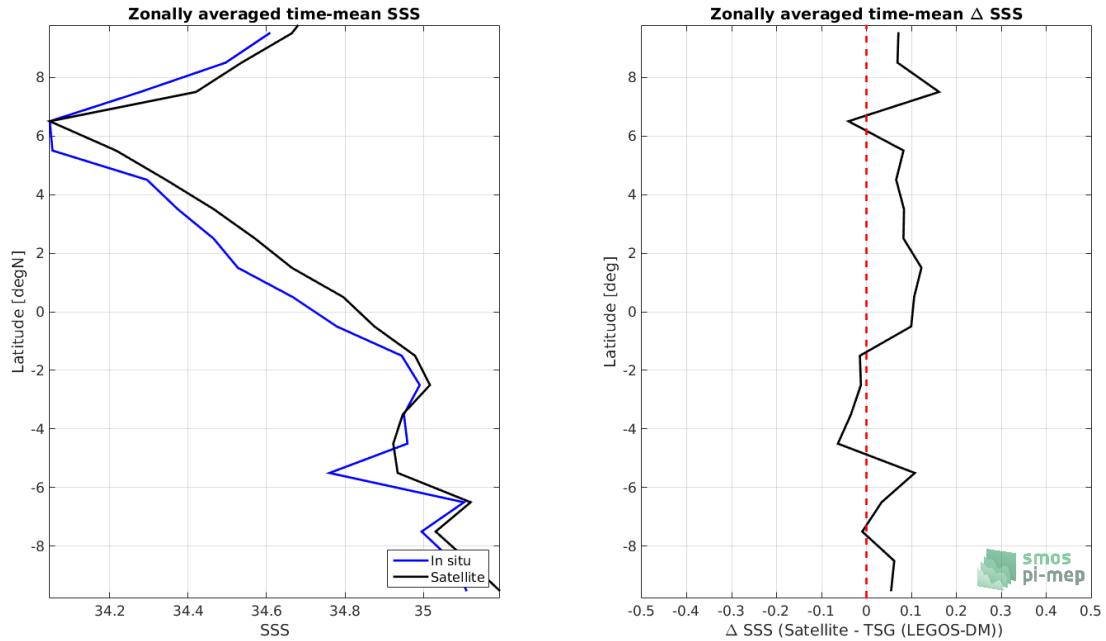 Zonally averaged time-mean SSS
8
6
4
2
0
-2
-4
-6
-8
Latitude [degN]
34.2 34.4 34.6 34.8 35
SSS
In situ
Satellite
Zonally averaged time-mean Δ SSS
8
6
4
2
0
-2
-4
-6
-8
Latitude [deg]
-0.5 -0.4 -0.3 -0.2 -0.1 0 0.1 0.2 0.3 0.4 0.5
Δ SSS (Satellite - TSG (LEGOS-DM))
smos
pi-mep